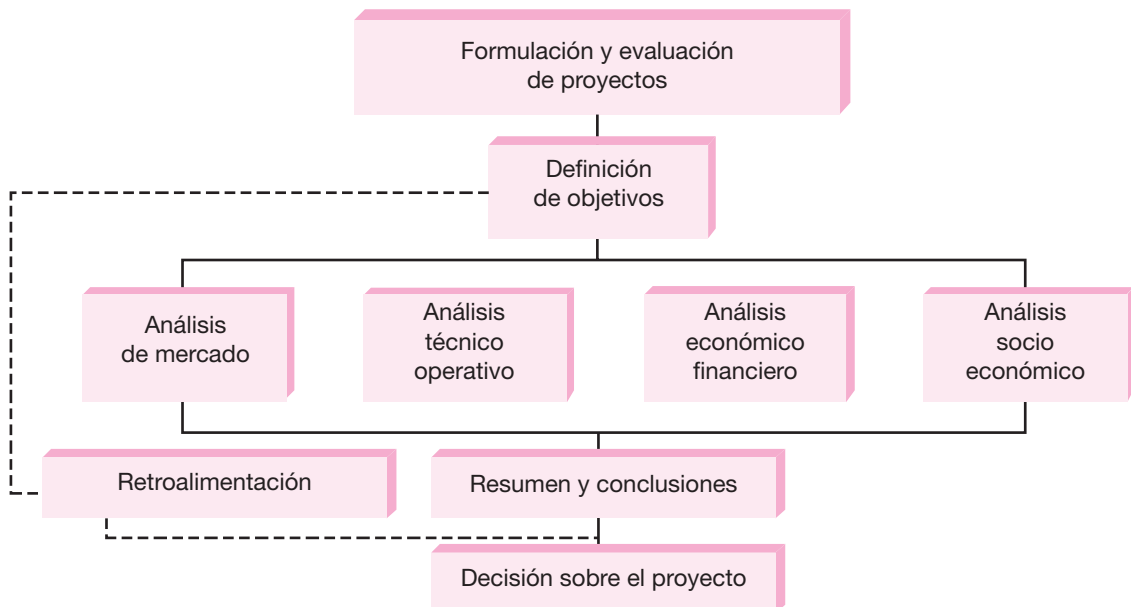 Formulación y evaluación
de proyectos
Definición
de objetivos
Análisis
de mercado
Análisis
técnico
operativo
Análisis
económico
financiero
Análisis
socio
económico
Retroalimentación
Resumen y conclusiones
Decisión sobre el proyecto